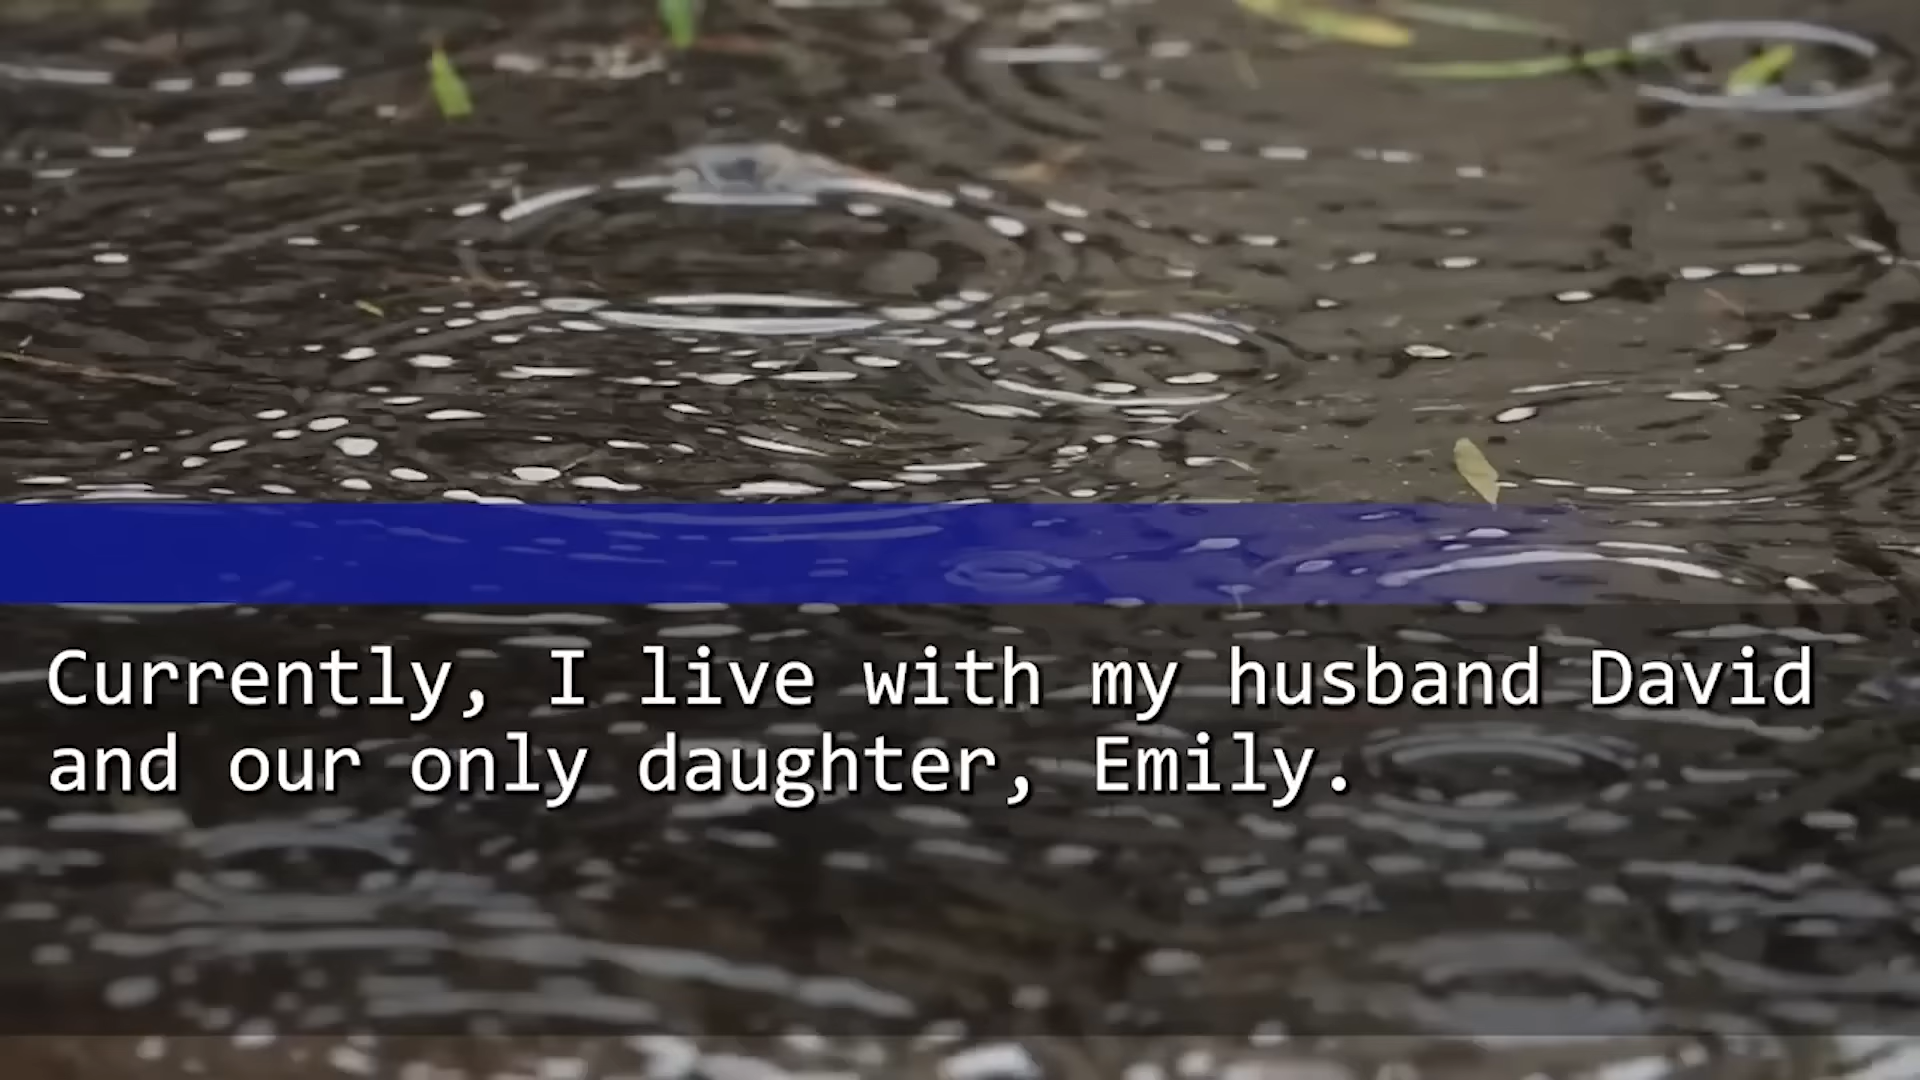 Currently, I live with my husband David
and our only daughter, Emily.